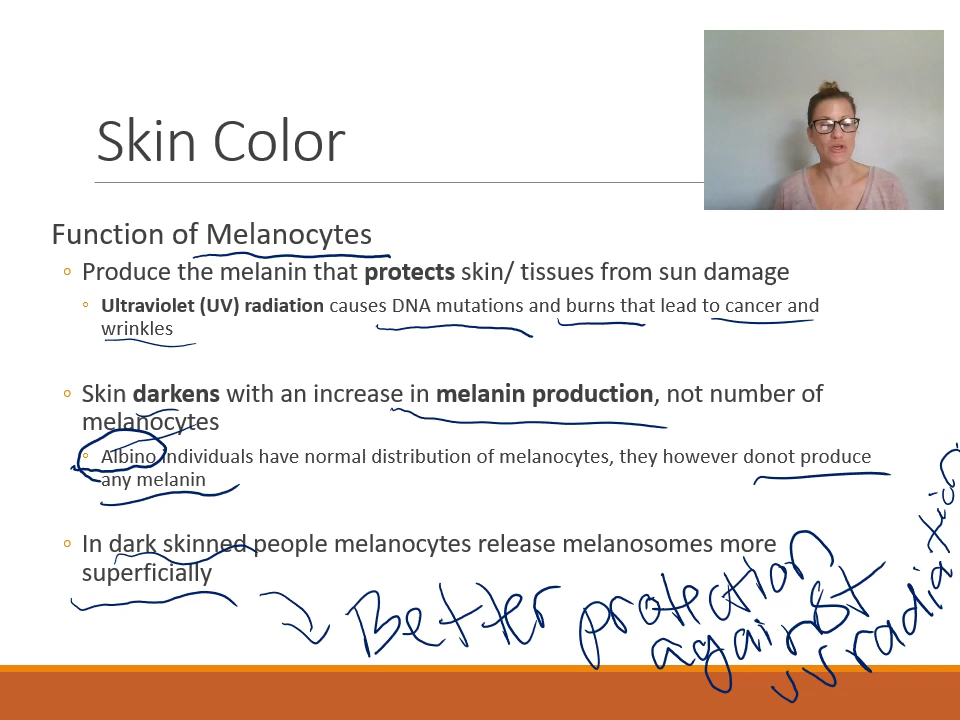 Skin Color
Function of Melanocytes
◦ Produce the melanin that protects skin/ tissues from sun damage
◦ Ultraviolet (UV) radiation causes DNA mutations and burns that lead to cancer and
wrinkles
◦ Skin darkens with an increase in melanin production, not number of
melanocytes
◦ Albino individuals have normal distribution of melanocytes, they however donot produce
any melanin
◦ In dark skinned people melanocytes release melanosomes more
superficially
Better protection
against
UV radiation